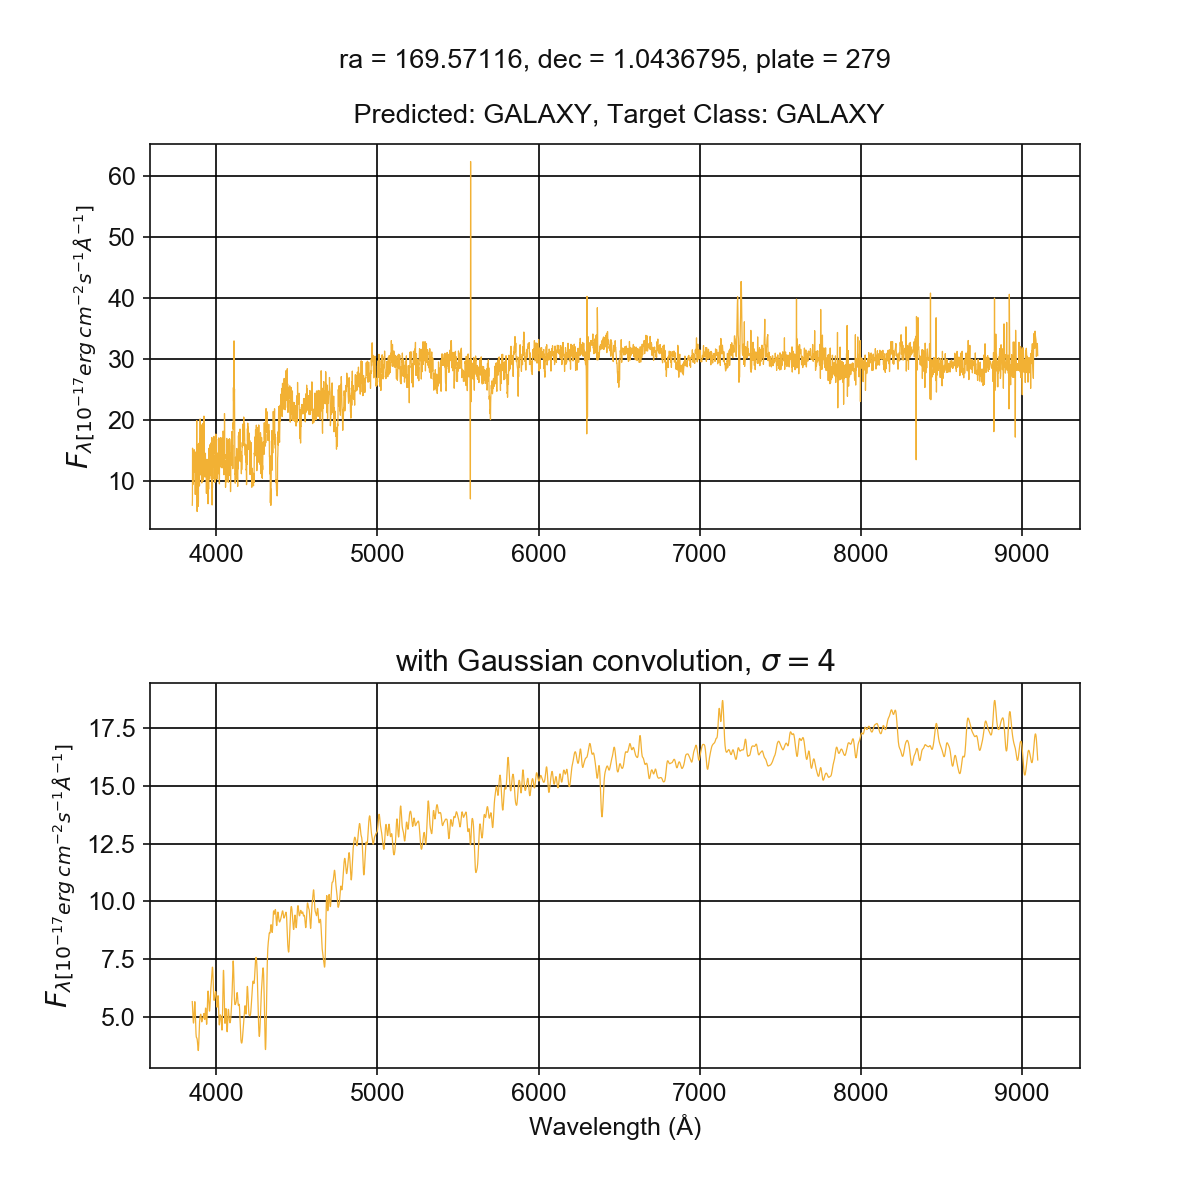 ra = 169.57116, dec = 1.0436795, plate = 279
Predicted: GALAXY, Target Class: GALAXY
60
50
40
30
20
10
F_λ[10^−17 erg cm^−2 s^−1 Å^−1]
4000 5000 6000 7000 8000 9000
with Gaussian convolution, σ = 4
17.5
15.0
12.5
10.0
7.5
5.0
F_λ[10^−17 erg cm^−2 s^−1 Å^−1]
4000 5000 6000 7000 8000 9000
Wavelength (Å)